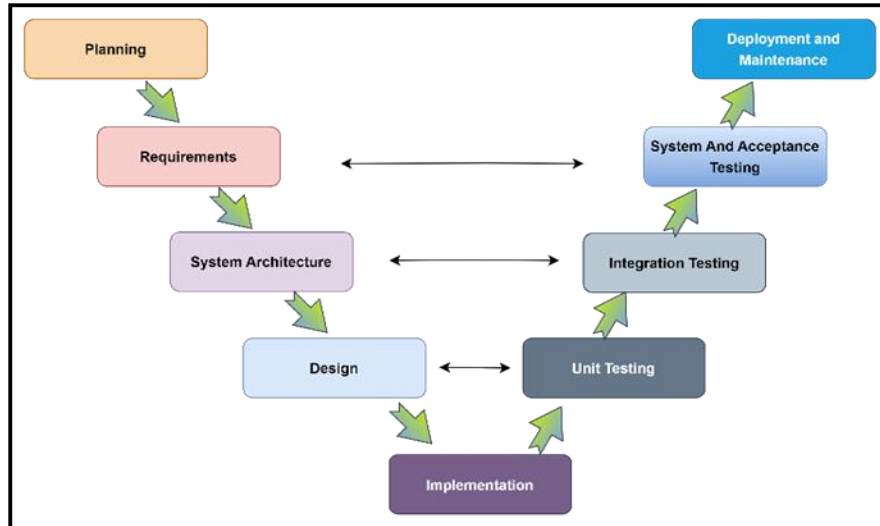 Planning
Deployment and
Maintenance
Requirements
System And Acceptance
Testing
System Architecture
Integration Testing
Design
Unit Testing
Implementation